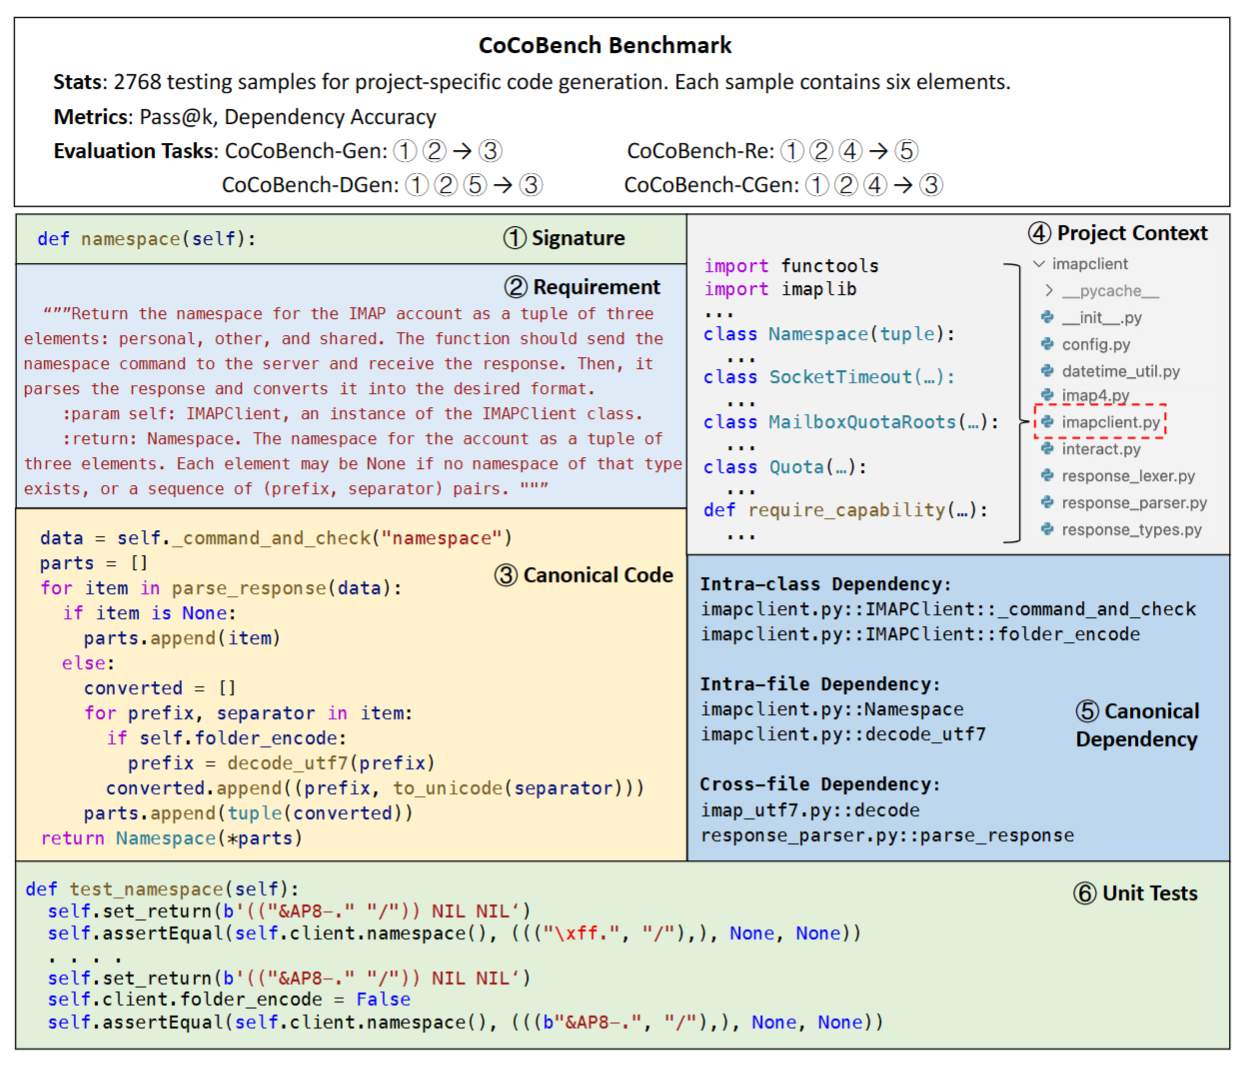 CoCoBench Benchmark
Stats: 2768 testing samples for project-specific code generation. Each sample contains six elements.
Metrics: Pass@k, Dependency Accuracy
Evaluation Tasks: CoCoBench-Gen: ① ② → ③ CoCoBench-Re: ① ② ④ → ⑤
CoCoBench-DGen: ① ② ⑤ → ③ CoCoBench-CGen: ① ② ④ → ③
def namespace(self):
① Signature
② Requirement
“””Return the namespace for the IMAP account as a tuple of three
elements: personal, other, and shared. The function should send the
namespace command to the server and receive the response. Then, it
parses the response and converts it into the desired format.
:param self: IMAPClient, an instance of the IMAPClient class.
:return: Namespace. The namespace for the account as a tuple of
three elements. Each element may be None if no namespace of that type
exists, or a sequence of (prefix, separator) pairs. ""”
③ Canonical Code
data = self._command_and_check("namespace")
parts = []
for item in parse_response(data):
if item is None:
parts.append(item)
else:
converted = []
for prefix, separator in item:
if self.folder_encode:
prefix = decode_utf7(prefix)
converted.append((prefix, to_unicode(separator)))
parts.append(tuple(converted))
return Namespace(*parts)
④ Project Context
import functools
import imaplib
...
class Namespace(tuple):
...
class SocketTimeout(…):
...
class MailboxQuotaRoots(…):
...
class Quota(…):
...
def require_capability(…):
...
imapclient
__pycache__
__init__.py
config.py
datetime_util.py
imap4.py
imapclient.py
interact.py
response_lexer.py
response_parser.py
response_types.py
Intra-class Dependency:
imapclient.py::IMAPClient::_command_and_check
imapclient.py::IMAPClient::folder_encode
Intra-file Dependency:
imapclient.py::Namespace
imapclient.py::decode_utf7
Cross-file Dependency:
imap_utf7.py::decode
response_parser.py::parse_response
⑤ Canonical
Dependency
⑥ Unit Tests
def test_namespace(self):
self.set_return(b'(("&AP8-." "/")) NIL NIL‘)
self.assertEqual(self.client.namespace(), ((("\xff.", "/"),), None, None))
. . . .
self.set_return(b'(("&AP8-." "/")) NIL NIL‘)
self.client.folder_encode = False
self.assertEqual(self.client.namespace(), (((b"&AP8-.", "/"),), None, None))